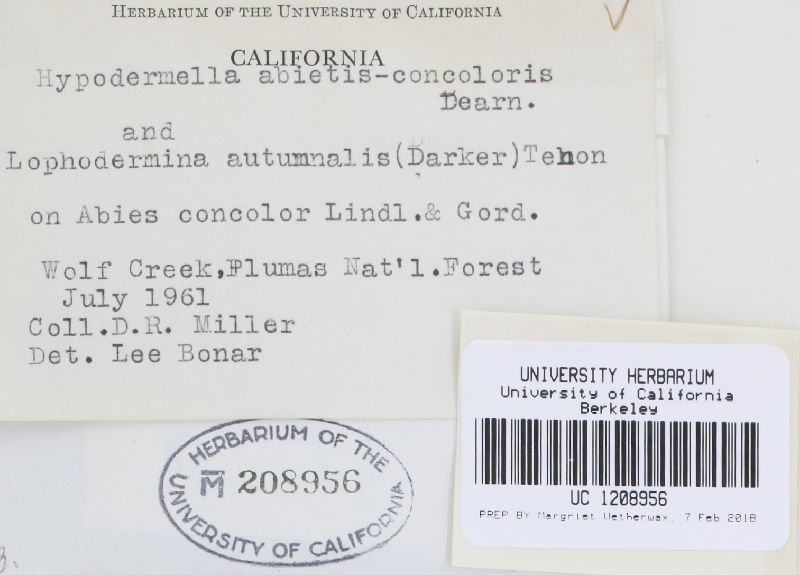 HERBARIUM OF THE UNIVERSITY OF CALIFORNIA
CALIFORNIA
Hypodermella abietis-concoloris
Dearn.
and
Lophodermina autumnalis(Darker)Tehon
on Abies concolor Lindl.& Gord.
Wolf Creek,Plumas Nat'l.Forest
July 1961
Coll.D.R. Miller
Det. Lee Bonar
HERBARIUM OF THE
M 208956
UNIVERSITY OF CALIFORNIA
UNIVERSITY HERBARIUM
University of California
Berkeley
UC 1208956
PREP BY Margriet Wetherwax, 7 Feb 2018